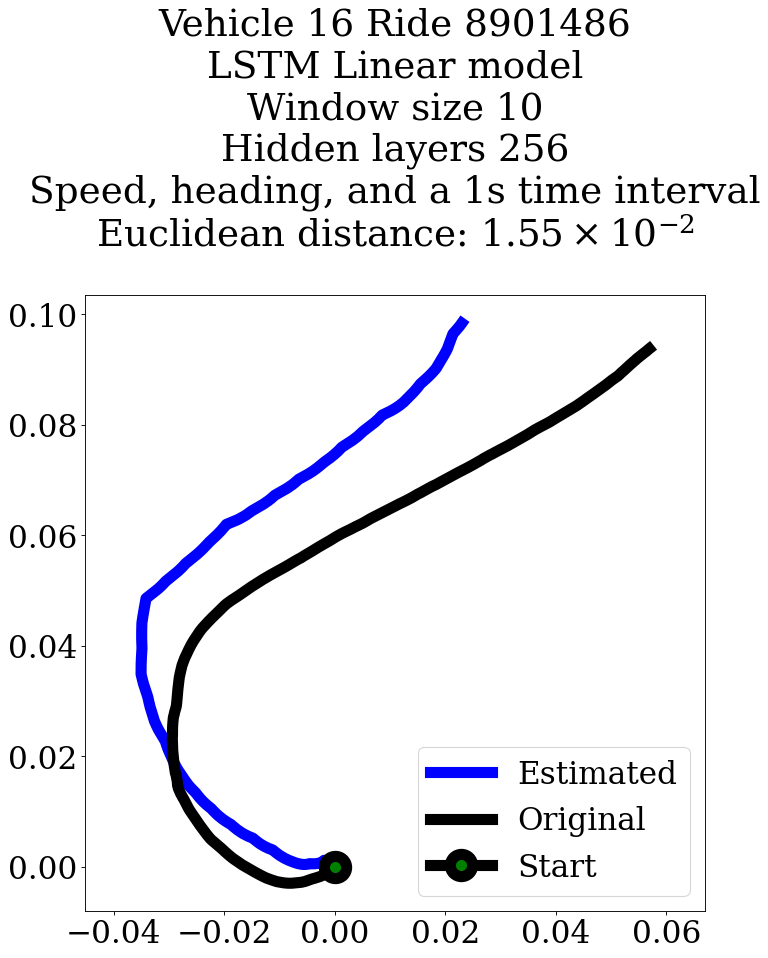 Vehicle 16 Ride 8901486
LSTM Linear model
Window size 10
Hidden layers 256
Speed, heading, and a 1s time interval
Euclidean distance: 1.55 × 10⁻²
0.10
0.08
0.06
0.04
0.02
0.00
Estimated
Original
Start
−0.04 −0.02 0.00 0.02 0.04 0.06